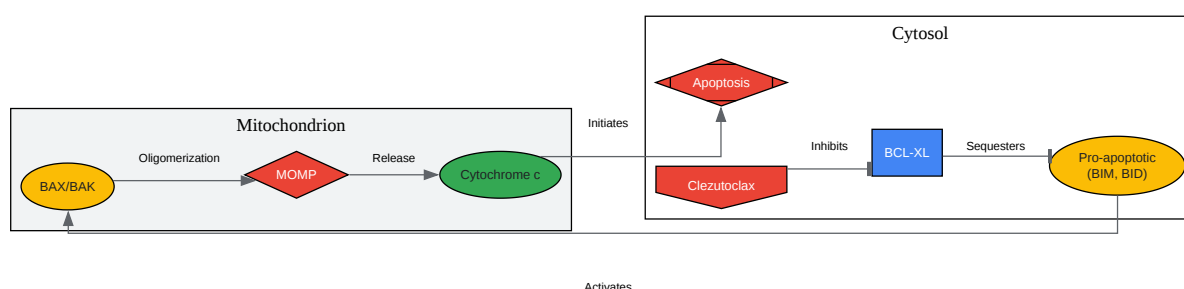 Cytosol
Apoptosis
Mitochondrion
Initiates
Oligomerization
Release
Inhibits
Sequesters
BAX/BAK
MOMP
Cytochrome c
Clezutoclax
BCL-XL
Pro-apoptotic
(BIM, BID)
Activates